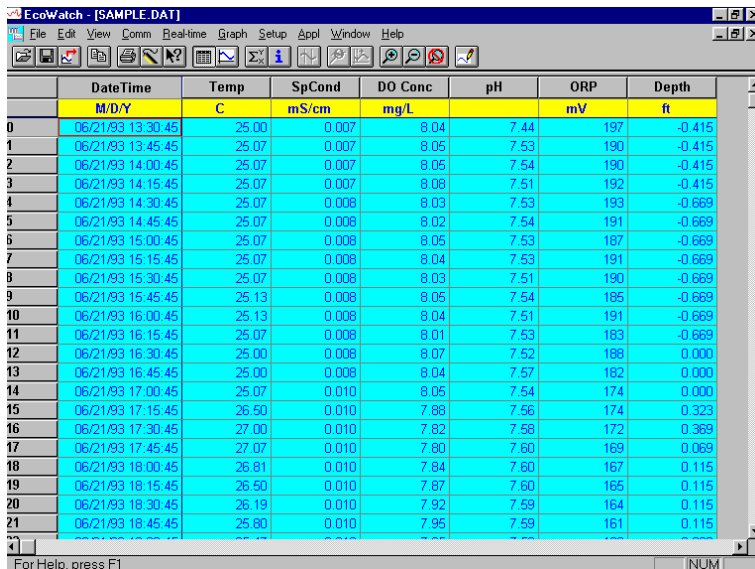 EcoWatch - [SAMPLE.DAT]
File Edit View Comm Real-time Graph Setup Appl Window Help
DateTime Temp SpCond DO Conc pH ORP Depth
M/D/Y C mS/cm mg/L mV ft
0 06/21/93 13:30:45 25.00 0.007 8.04 7.44 197 -0.415
1 06/21/93 13:45:45 25.07 0.007 8.05 7.53 190 -0.415
2 06/21/93 14:00:45 25.07 0.007 8.05 7.54 190 -0.415
3 06/21/93 14:15:45 25.07 0.007 8.08 7.51 192 -0.415
4 06/21/93 14:30:45 25.07 0.008 8.03 7.53 193 -0.669
5 06/21/93 14:45:45 25.07 0.008 8.02 7.54 191 -0.669
6 06/21/93 15:00:45 25.07 0.008 8.05 7.53 187 -0.669
7 06/21/93 15:15:45 25.07 0.008 8.05 7.53 191 -0.669
8 06/21/93 15:30:45 25.07 0.008 8.03 7.51 190 -0.669
9 06/21/93 15:45:45 25.13 0.008 8.05 7.54 185 -0.669
10 06/21/93 16:00:45 25.13 0.008 8.04 7.51 191 -0.669
11 06/21/93 16:15:45 25.07 0.008 8.01 7.53 183 -0.669
12 06/21/93 16:30:45 25.00 0.008 8.07 7.52 188 0.000
13 06/21/93 16:45:45 25.00 0.008 8.04 7.57 182 0.000
14 06/21/93 17:00:45 25.07 0.010 8.05 7.54 174 0.000
15 06/21/93 17:15:45 26.50 0.010 7.88 7.56 174 0.323
16 06/21/93 17:30:45 27.00 0.010 7.82 7.58 172 0.369
17 06/21/93 17:45:45 27.07 0.010 7.80 7.60 169 0.069
18 06/21/93 18:00:45 26.81 0.010 7.84 7.60 167 0.115
19 06/21/93 18:15:45 26.50 0.010 7.87 7.60 165 0.115
20 06/21/93 18:30:45 26.19 0.010 7.92 7.59 164 0.115
21 06/21/93 18:45:45 25.80 0.010 7.95 7.59 161 0.115
For Help, press F1 NUM